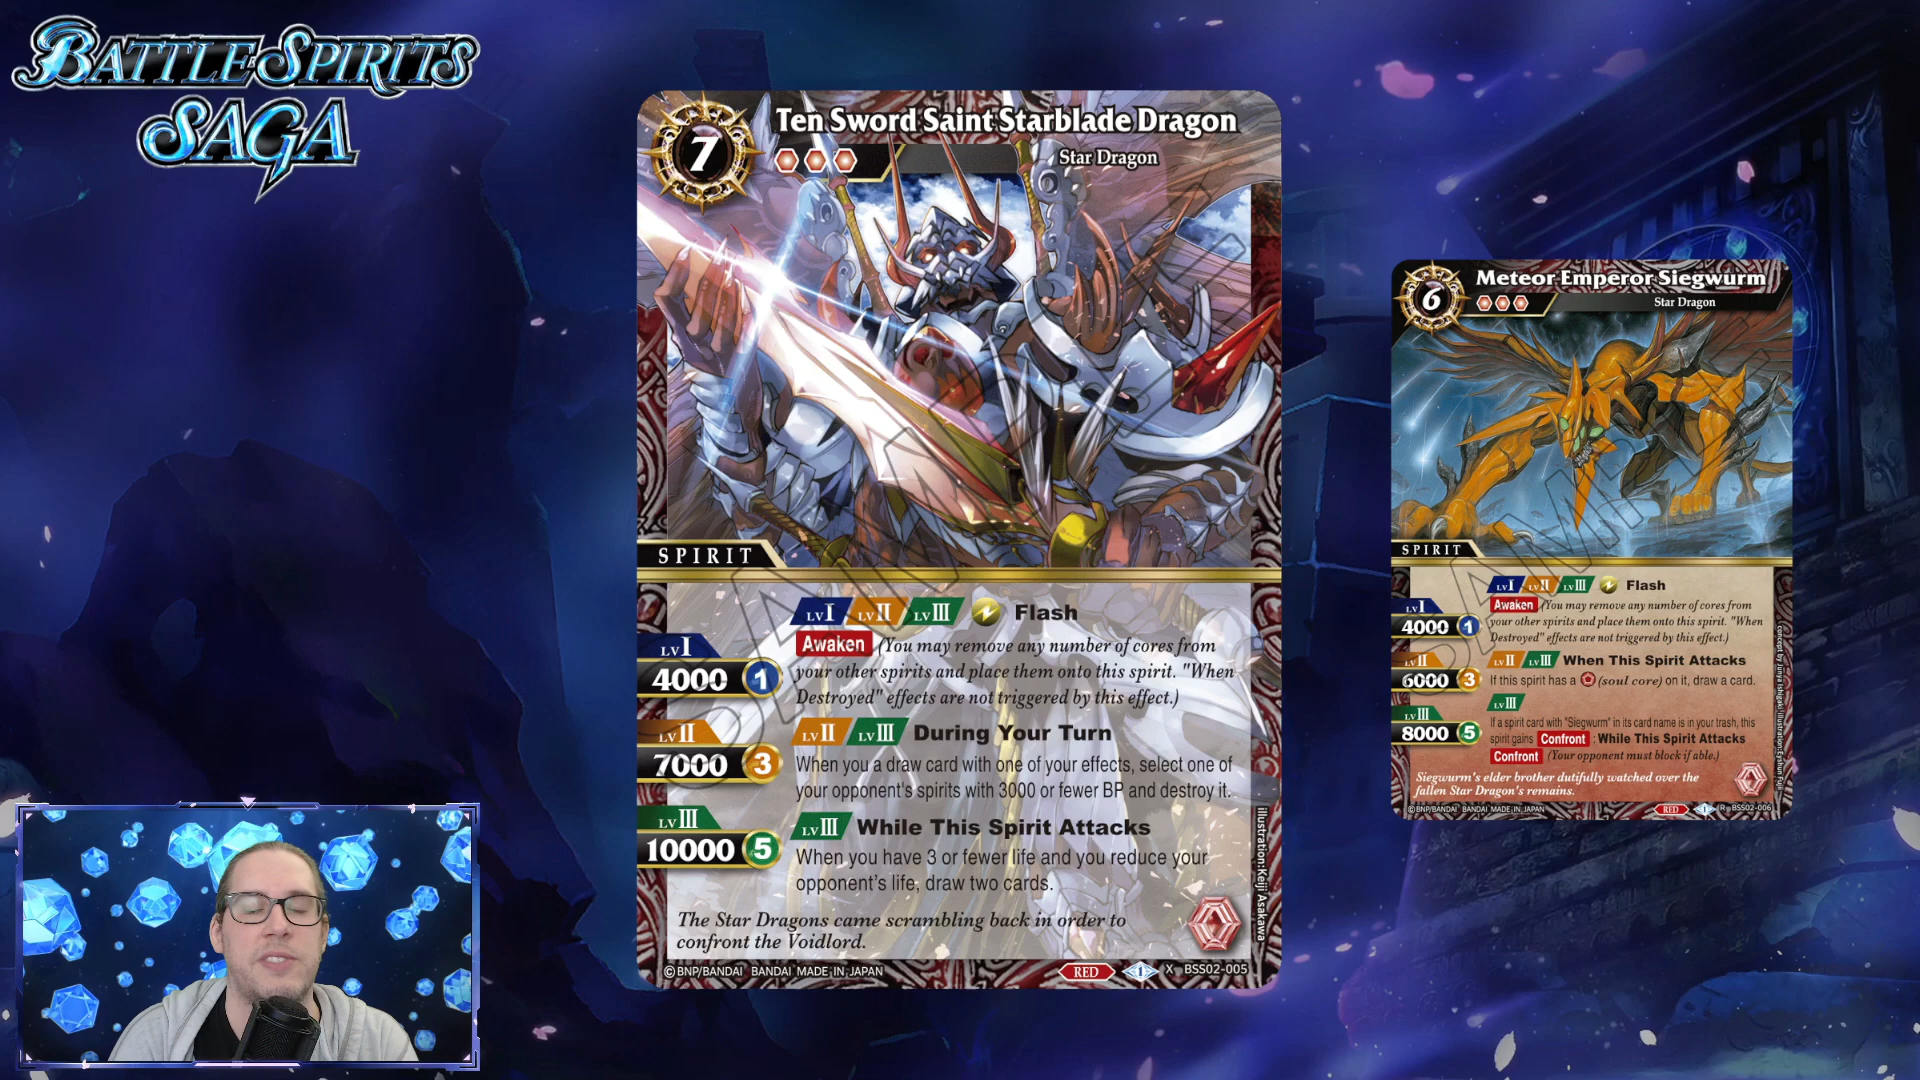 BATTLE SPIRITS
SAGA
7
Ten Sword Saint Starblade Dragon
Star Dragon
SAMPLE
SPIRIT
LV I LV II LV III Flash
Awaken (You may remove any number of cores from
your other spirits and place them onto this spirit. "When
Destroyed" effects are not triggered by this effect.)
LV I
4000 1
LV II LV III During Your Turn
When you a draw card with one of your effects, select one of
your opponent's spirits with 3000 or fewer BP and destroy it.
LV II
7000 3
LV III While This Spirit Attacks
When you have 3 or fewer life and you reduce your
opponent's life, draw two cards.
LV III
10000 5
The Star Dragons came scrambling back in order to
confront the Voidlord.
illustration:Keiji Asakawa
©BNP/BANDAI BANDAI MADE IN JAPAN
RED 1 X BSS02-005
6
Meteor Emperor Siegwurm
Star Dragon
SAMPLE
SPIRIT
LV I LV II LV III Flash
Awaken (You may remove any number of cores from
your other spirits and place them onto this spirit. "When
Destroyed" effects are not triggered by this effect.)
LV I
4000 1
LV II LV III When This Spirit Attacks
If this spirit has a (soul core) on it, draw a card.
LV II
6000 3
LV III
If a spirit card with "Siegwurm" in its card name is in your trash, this
spirit gains Confront : While This Spirit Attacks
Confront (Your opponent must block if able.)
LV III
8000 5
Siegwurm's elder brother dutifully watched over the
fallen Star Dragon's remains.
©BNP/BANDAI BANDAI MADE IN JAPAN
RED 1 R BSS02-006